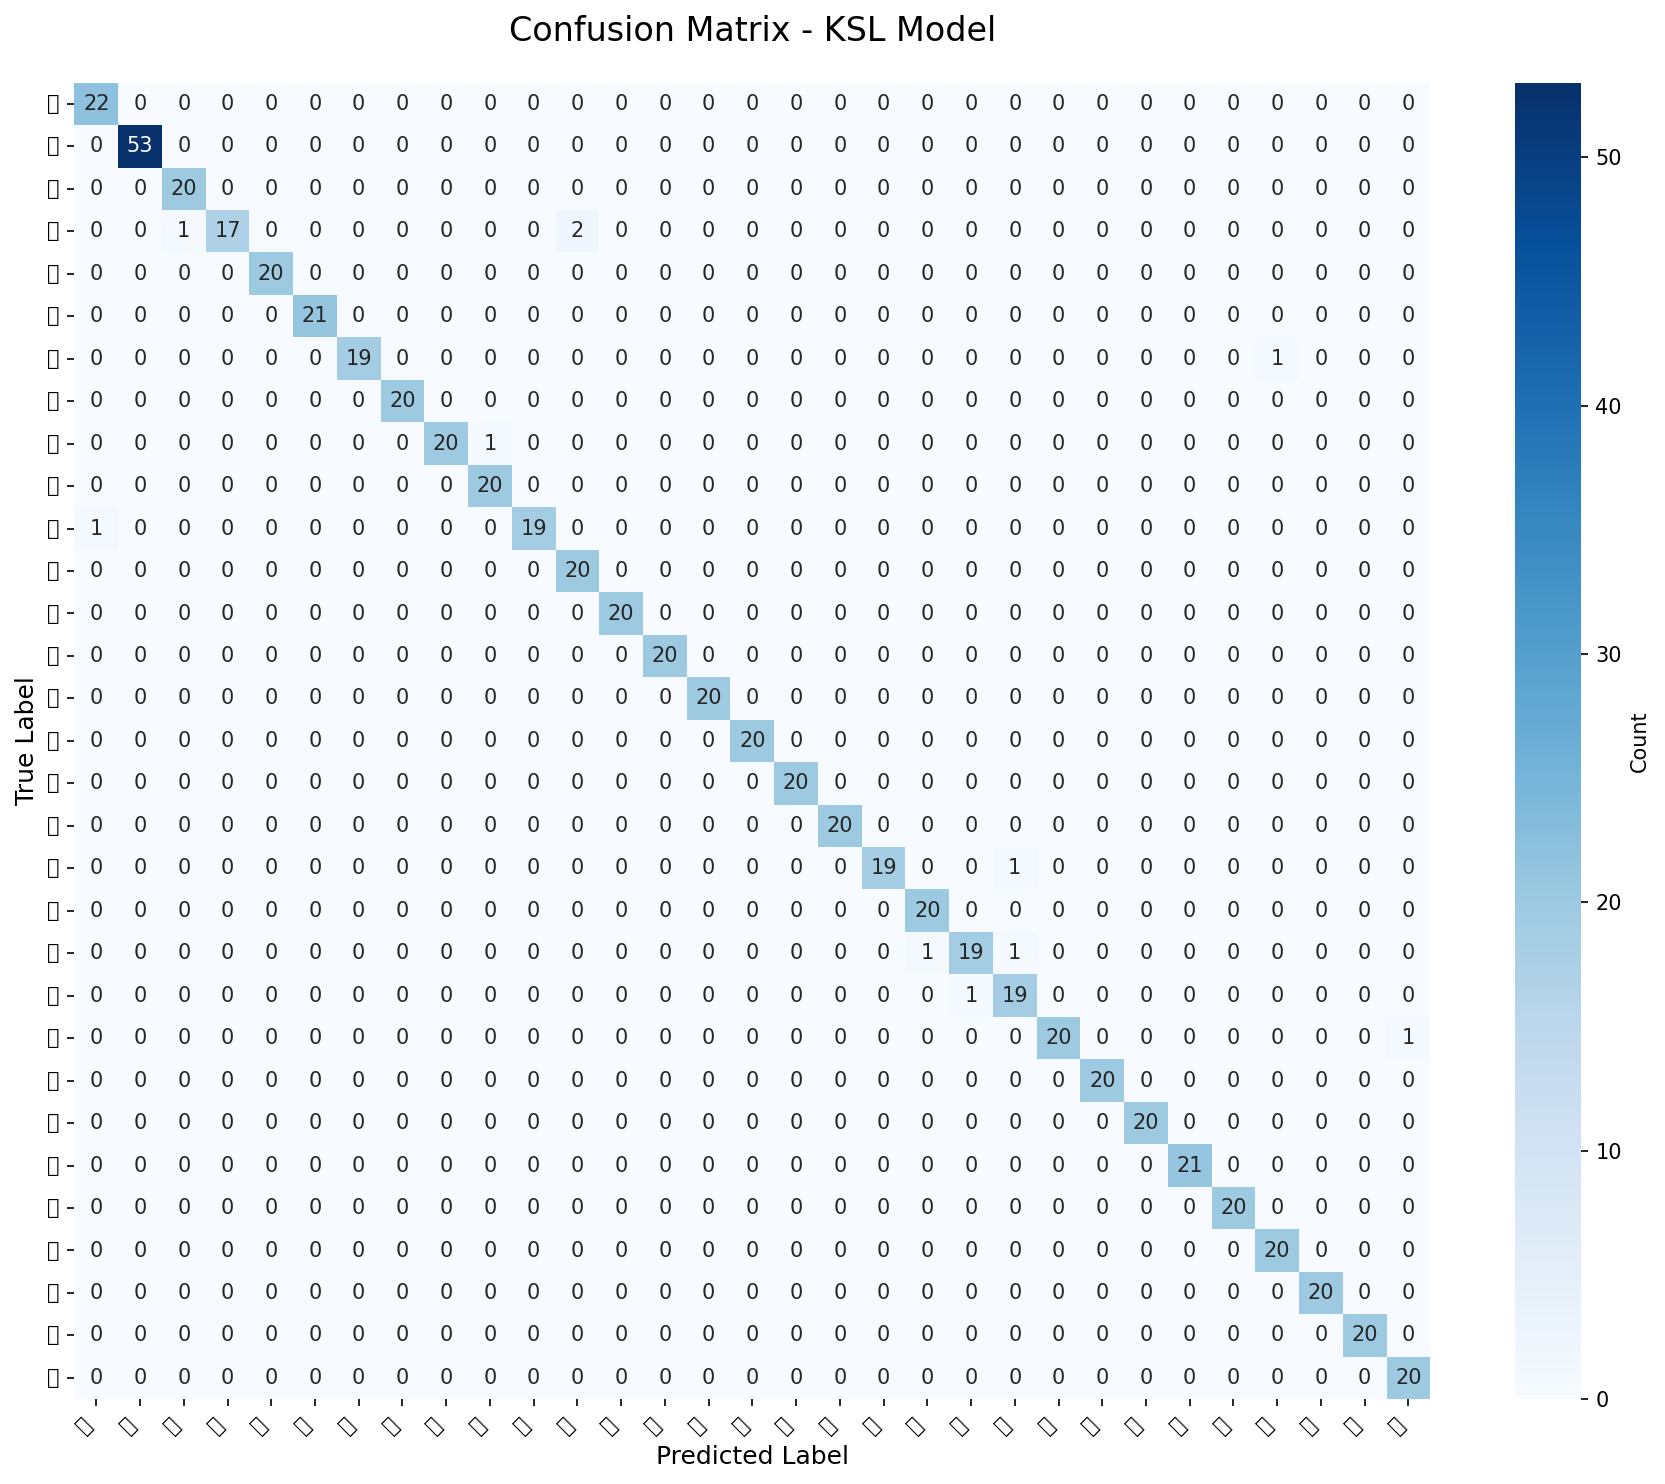 Confusion Matrix - KSL Model
22 0 0 0 0 0 0 0 0 0 0 0 0 0 0 0 0 0 0 0 0 0 0 0 0 0 0 0 0 0 0
0 53 0 0 0 0 0 0 0 0 0 0 0 0 0 0 0 0 0 0 0 0 0 0 0 0 0 0 0 0 0
0 0 20 0 0 0 0 0 0 0 0 0 0 0 0 0 0 0 0 0 0 0 0 0 0 0 0 0 0 0 0
0 0 1 17 0 0 0 0 0 0 0 2 0 0 0 0 0 0 0 0 0 0 0 0 0 0 0 0 0 0 0
0 0 0 0 20 0 0 0 0 0 0 0 0 0 0 0 0 0 0 0 0 0 0 0 0 0 0 0 0 0 0
0 0 0 0 0 21 0 0 0 0 0 0 0 0 0 0 0 0 0 0 0 0 0 0 0 0 0 0 0 0 0
0 0 0 0 0 0 19 0 0 0 0 0 0 0 0 0 0 0 0 0 0 0 0 0 0 0 0 1 0 0 0
0 0 0 0 0 0 0 20 0 0 0 0 0 0 0 0 0 0 0 0 0 0 0 0 0 0 0 0 0 0 0
0 0 0 0 0 0 0 0 20 1 0 0 0 0 0 0 0 0 0 0 0 0 0 0 0 0 0 0 0 0 0
0 0 0 0 0 0 0 0 0 20 0 0 0 0 0 0 0 0 0 0 0 0 0 0 0 0 0 0 0 0 0
1 0 0 0 0 0 0 0 0 0 19 0 0 0 0 0 0 0 0 0 0 0 0 0 0 0 0 0 0 0 0
0 0 0 0 0 0 0 0 0 0 0 20 0 0 0 0 0 0 0 0 0 0 0 0 0 0 0 0 0 0 0
0 0 0 0 0 0 0 0 0 0 0 0 20 0 0 0 0 0 0 0 0 0 0 0 0 0 0 0 0 0 0
0 0 0 0 0 0 0 0 0 0 0 0 0 20 0 0 0 0 0 0 0 0 0 0 0 0 0 0 0 0 0
0 0 0 0 0 0 0 0 0 0 0 0 0 0 20 0 0 0 0 0 0 0 0 0 0 0 0 0 0 0 0
0 0 0 0 0 0 0 0 0 0 0 0 0 0 0 20 0 0 0 0 0 0 0 0 0 0 0 0 0 0 0
0 0 0 0 0 0 0 0 0 0 0 0 0 0 0 0 20 0 0 0 0 0 0 0 0 0 0 0 0 0 0
0 0 0 0 0 0 0 0 0 0 0 0 0 0 0 0 0 20 0 0 0 0 0 0 0 0 0 0 0 0 0
0 0 0 0 0 0 0 0 0 0 0 0 0 0 0 0 0 0 19 0 0 1 0 0 0 0 0 0 0 0 0
0 0 0 0 0 0 0 0 0 0 0 0 0 0 0 0 0 0 0 20 0 0 0 0 0 0 0 0 0 0 0
0 0 0 0 0 0 0 0 0 0 0 0 0 0 0 0 0 0 0 1 19 1 0 0 0 0 0 0 0 0 0
0 0 0 0 0 0 0 0 0 0 0 0 0 0 0 0 0 0 0 0 1 19 0 0 0 0 0 0 0 0 0
0 0 0 0 0 0 0 0 0 0 0 0 0 0 0 0 0 0 0 0 0 0 20 0 0 0 0 0 0 0 1
0 0 0 0 0 0 0 0 0 0 0 0 0 0 0 0 0 0 0 0 0 0 0 20 0 0 0 0 0 0 0
0 0 0 0 0 0 0 0 0 0 0 0 0 0 0 0 0 0 0 0 0 0 0 0 20 0 0 0 0 0 0
0 0 0 0 0 0 0 0 0 0 0 0 0 0 0 0 0 0 0 0 0 0 0 0 0 21 0 0 0 0 0
0 0 0 0 0 0 0 0 0 0 0 0 0 0 0 0 0 0 0 0 0 0 0 0 0 0 20 0 0 0 0
0 0 0 0 0 0 0 0 0 0 0 0 0 0 0 0 0 0 0 0 0 0 0 0 0 0 0 20 0 0 0
0 0 0 0 0 0 0 0 0 0 0 0 0 0 0 0 0 0 0 0 0 0 0 0 0 0 0 0 20 0 0
0 0 0 0 0 0 0 0 0 0 0 0 0 0 0 0 0 0 0 0 0 0 0 0 0 0 0 0 0 20 0
0 0 0 0 0 0 0 0 0 0 0 0 0 0 0 0 0 0 0 0 0 0 0 0 0 0 0 0 0 0 20
True Label
Predicted Label
50
40
30
20
10
0
Count